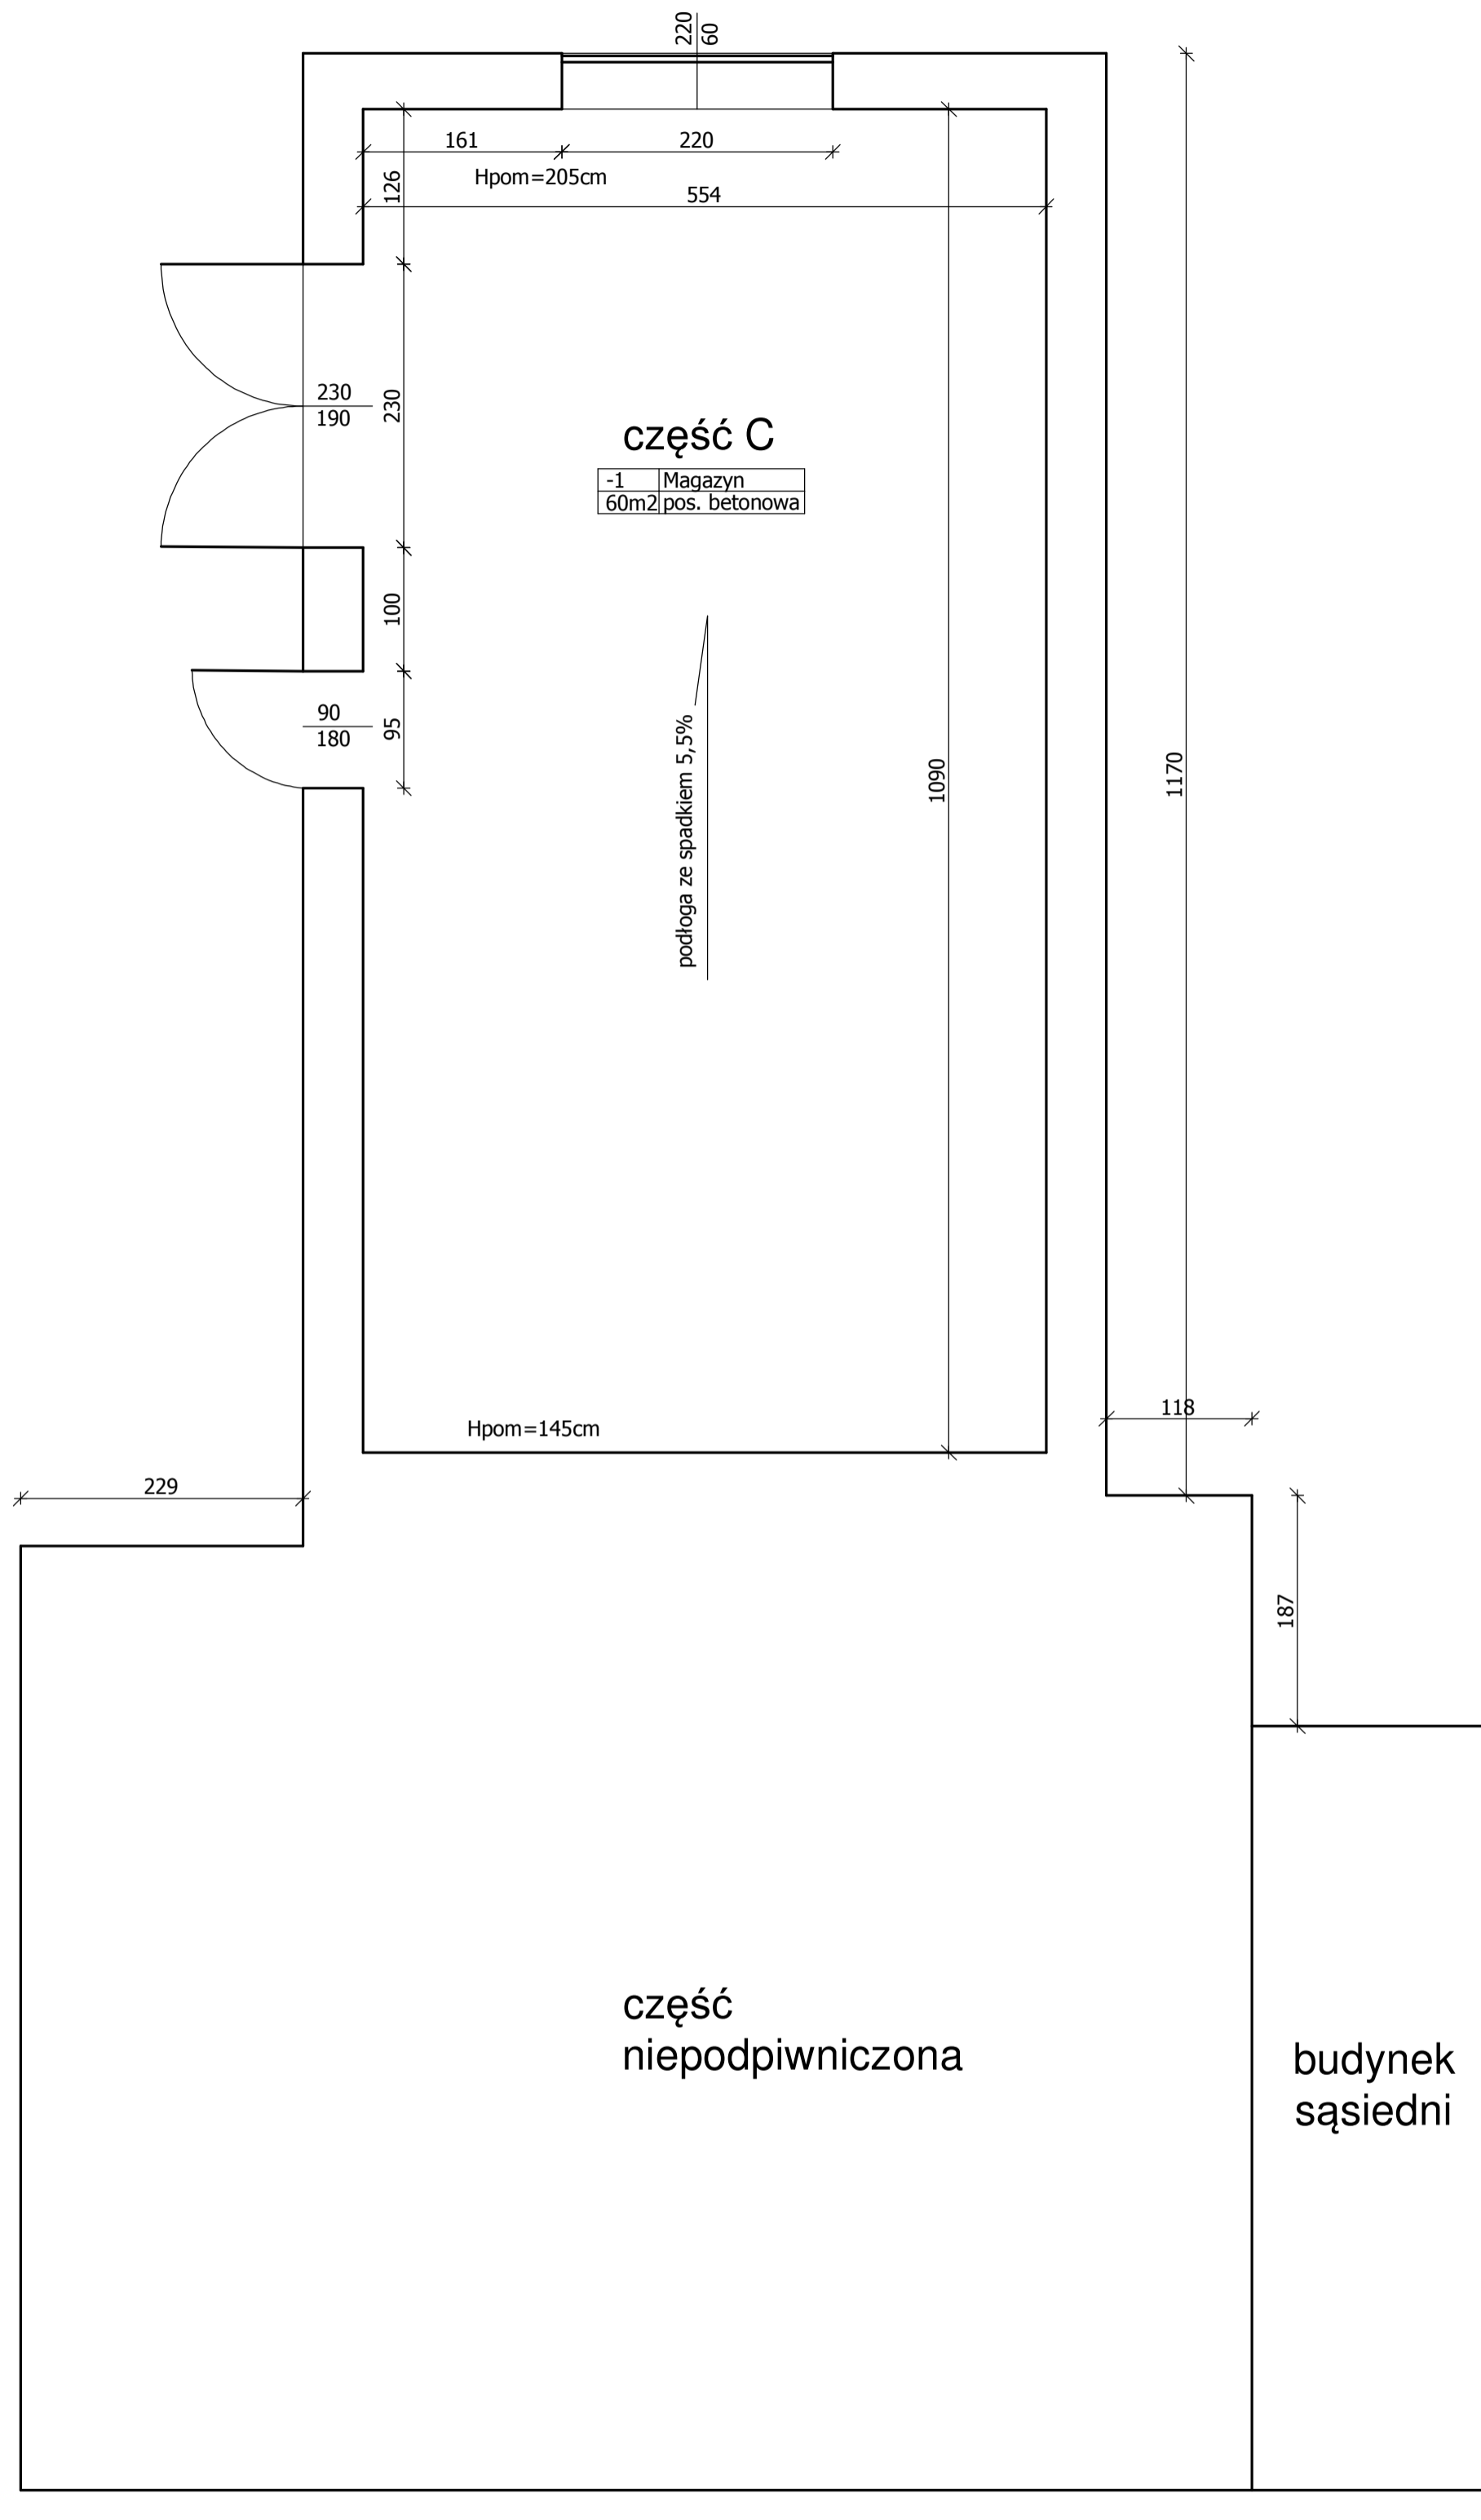 220
60
161
220
Hpom=205cm
126
554
230
190
230
część C
-1 Magazyn
60m2 pos. betonowa
100
90
180
95
podłoga ze spadkiem 5,5%
1090
1170
118
Hpom=145cm
229
187
część
niepodpiwniczona
budynek
sąsiedni